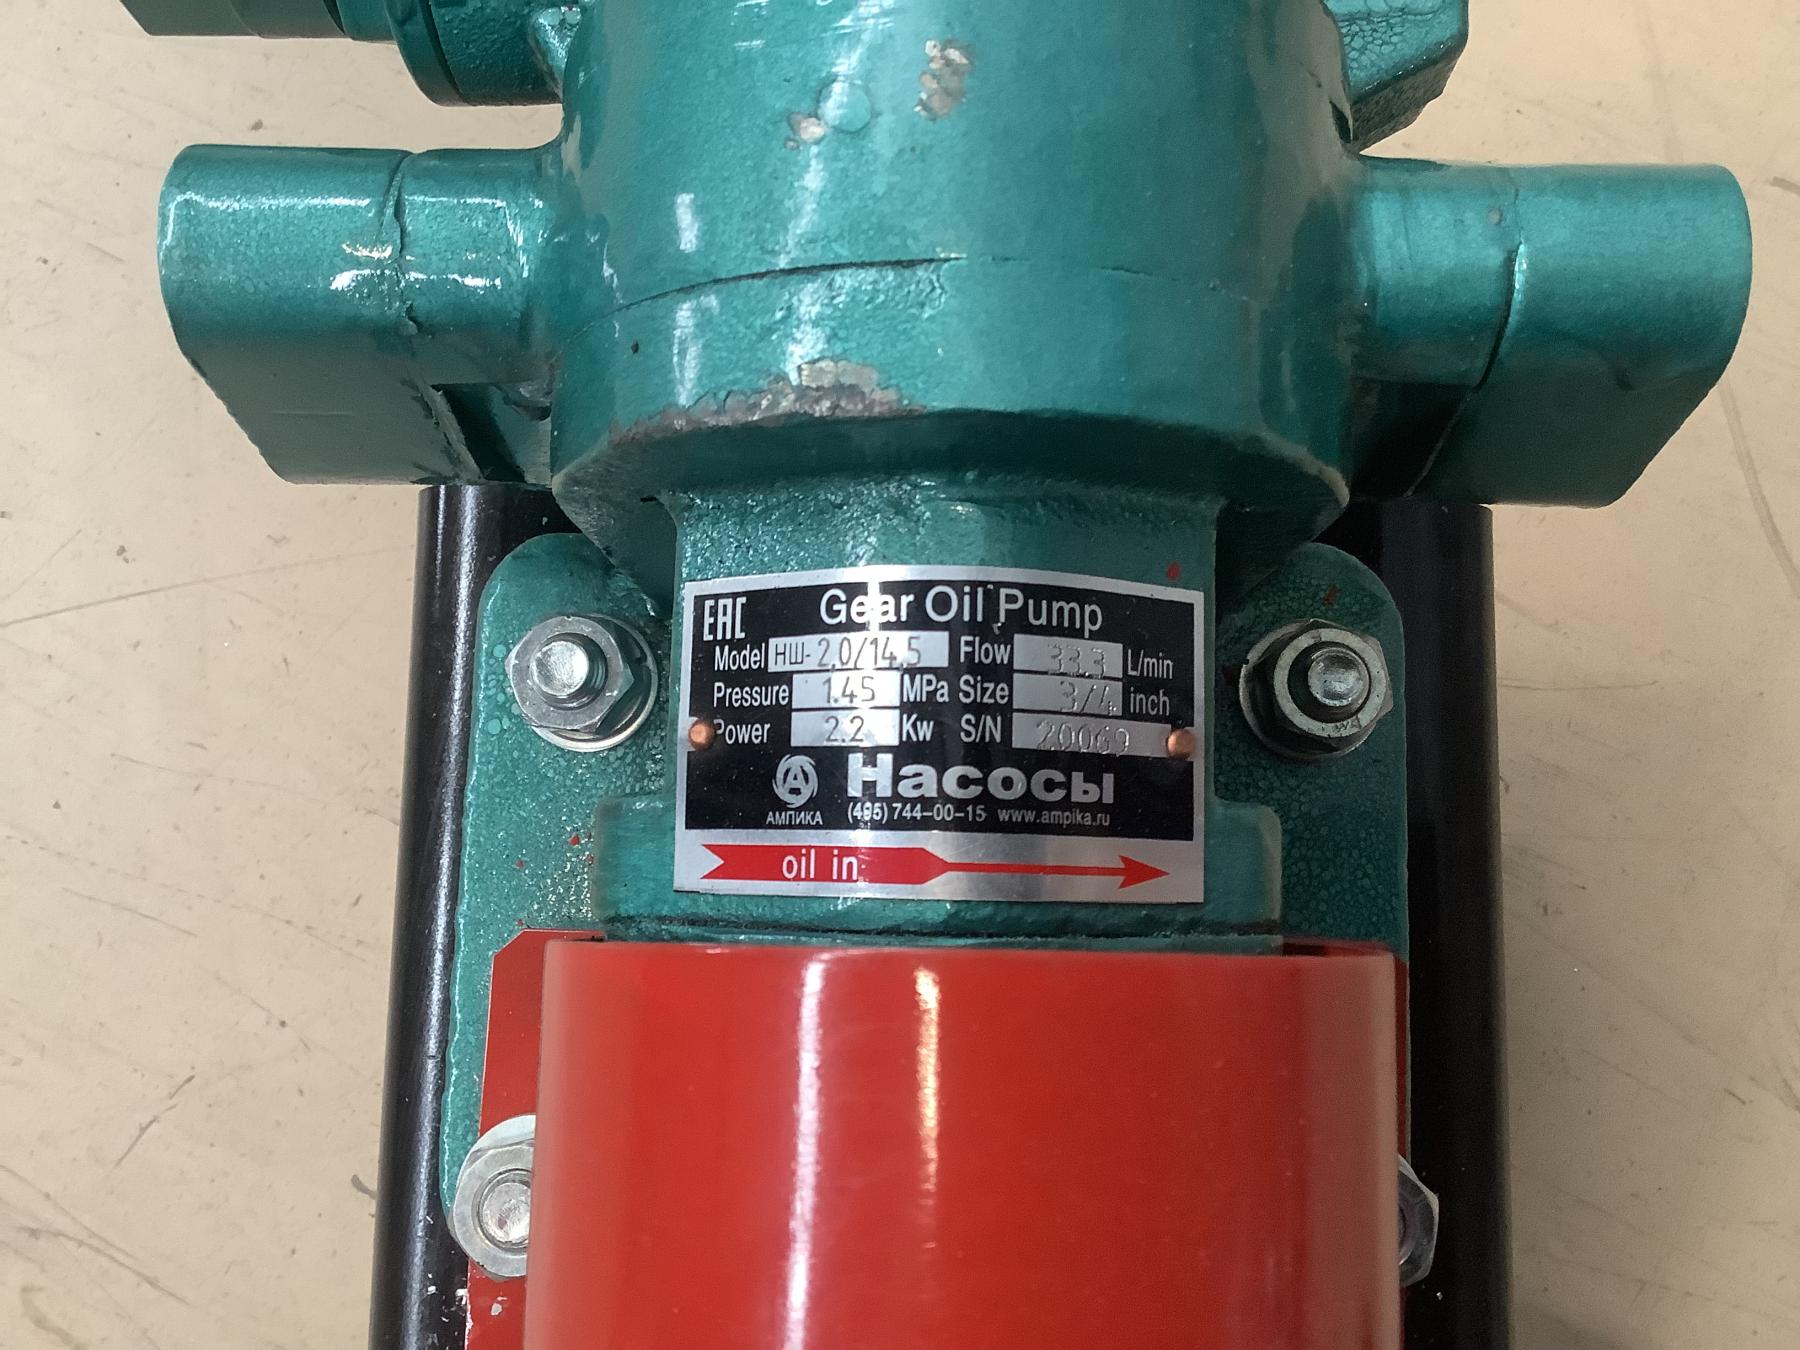 EAC Gear Oil Pump
Model НШ-2,0/14,5 Flow 33.3 L/min
Pressure 1.45 MPa Size 3/4 inch
Power 2.2 Kw S/N 20069
Насосы
АМПИКА (495) 744-00-15 www.ampika.ru
oil in